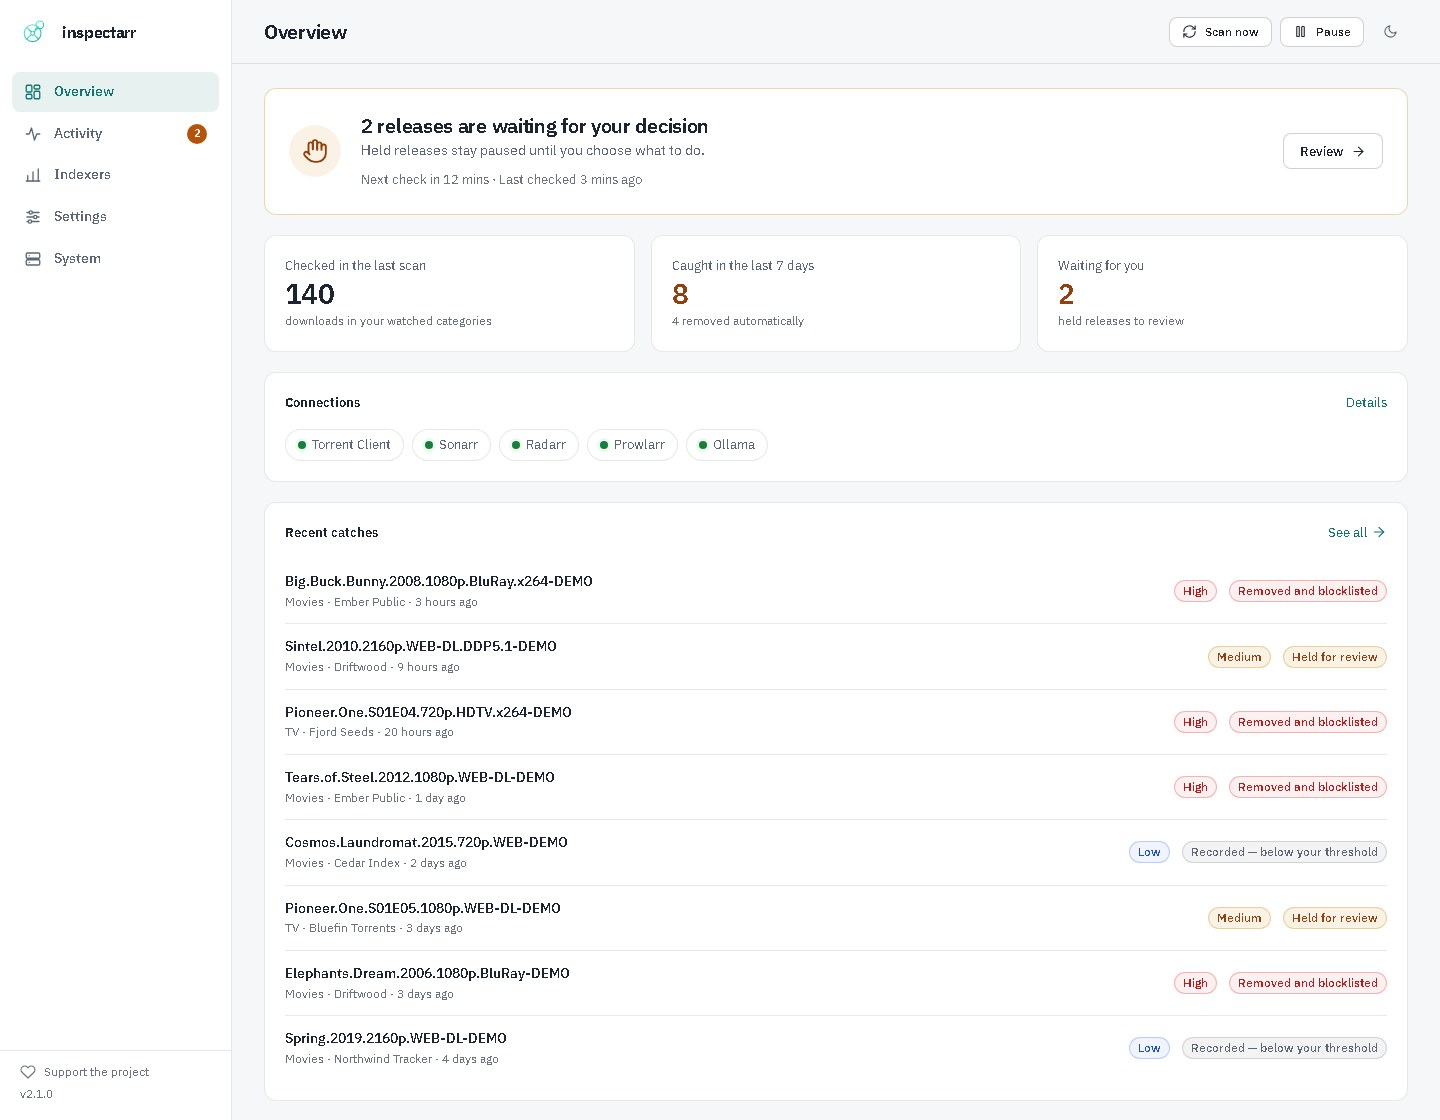 inspectarr
Overview
Activity
2
Indexers
Settings
System
Support the project
v2.1.0
Overview
Scan now
Pause
2 releases are waiting for your decision
Held releases stay paused until you choose what to do.
Next check in 12 mins · Last checked 3 mins ago
Review
Checked in the last scan
140
downloads in your watched categories
Caught in the last 7 days
8
4 removed automatically
Waiting for you
2
held releases to review
Connections
Details
Torrent Client
Sonarr
Radarr
Prowlarr
Ollama
Recent catches
See all
Big.Buck.Bunny.2008.1080p.BluRay.x264-DEMO
Movies · Ember Public · 3 hours ago
High
Removed and blocklisted
Sintel.2010.2160p.WEB-DL.DDP5.1-DEMO
Movies · Driftwood · 9 hours ago
Medium
Held for review
Pioneer.One.S01E04.720p.HDTV.x264-DEMO
TV · Fjord Seeds · 20 hours ago
High
Removed and blocklisted
Tears.of.Steel.2012.1080p.WEB-DL-DEMO
Movies · Ember Public · 1 day ago
High
Removed and blocklisted
Cosmos.Laundromat.2015.720p.WEB-DEMO
Movies · Cedar Index · 2 days ago
Low
Recorded — below your threshold
Pioneer.One.S01E05.1080p.WEB-DL-DEMO
TV · Bluefin Torrents · 3 days ago
Medium
Held for review
Elephants.Dream.2006.1080p.BluRay-DEMO
Movies · Driftwood · 3 days ago
High
Removed and blocklisted
Spring.2019.2160p.WEB-DL-DEMO
Movies · Northwind Tracker · 4 days ago
Low
Recorded — below your threshold